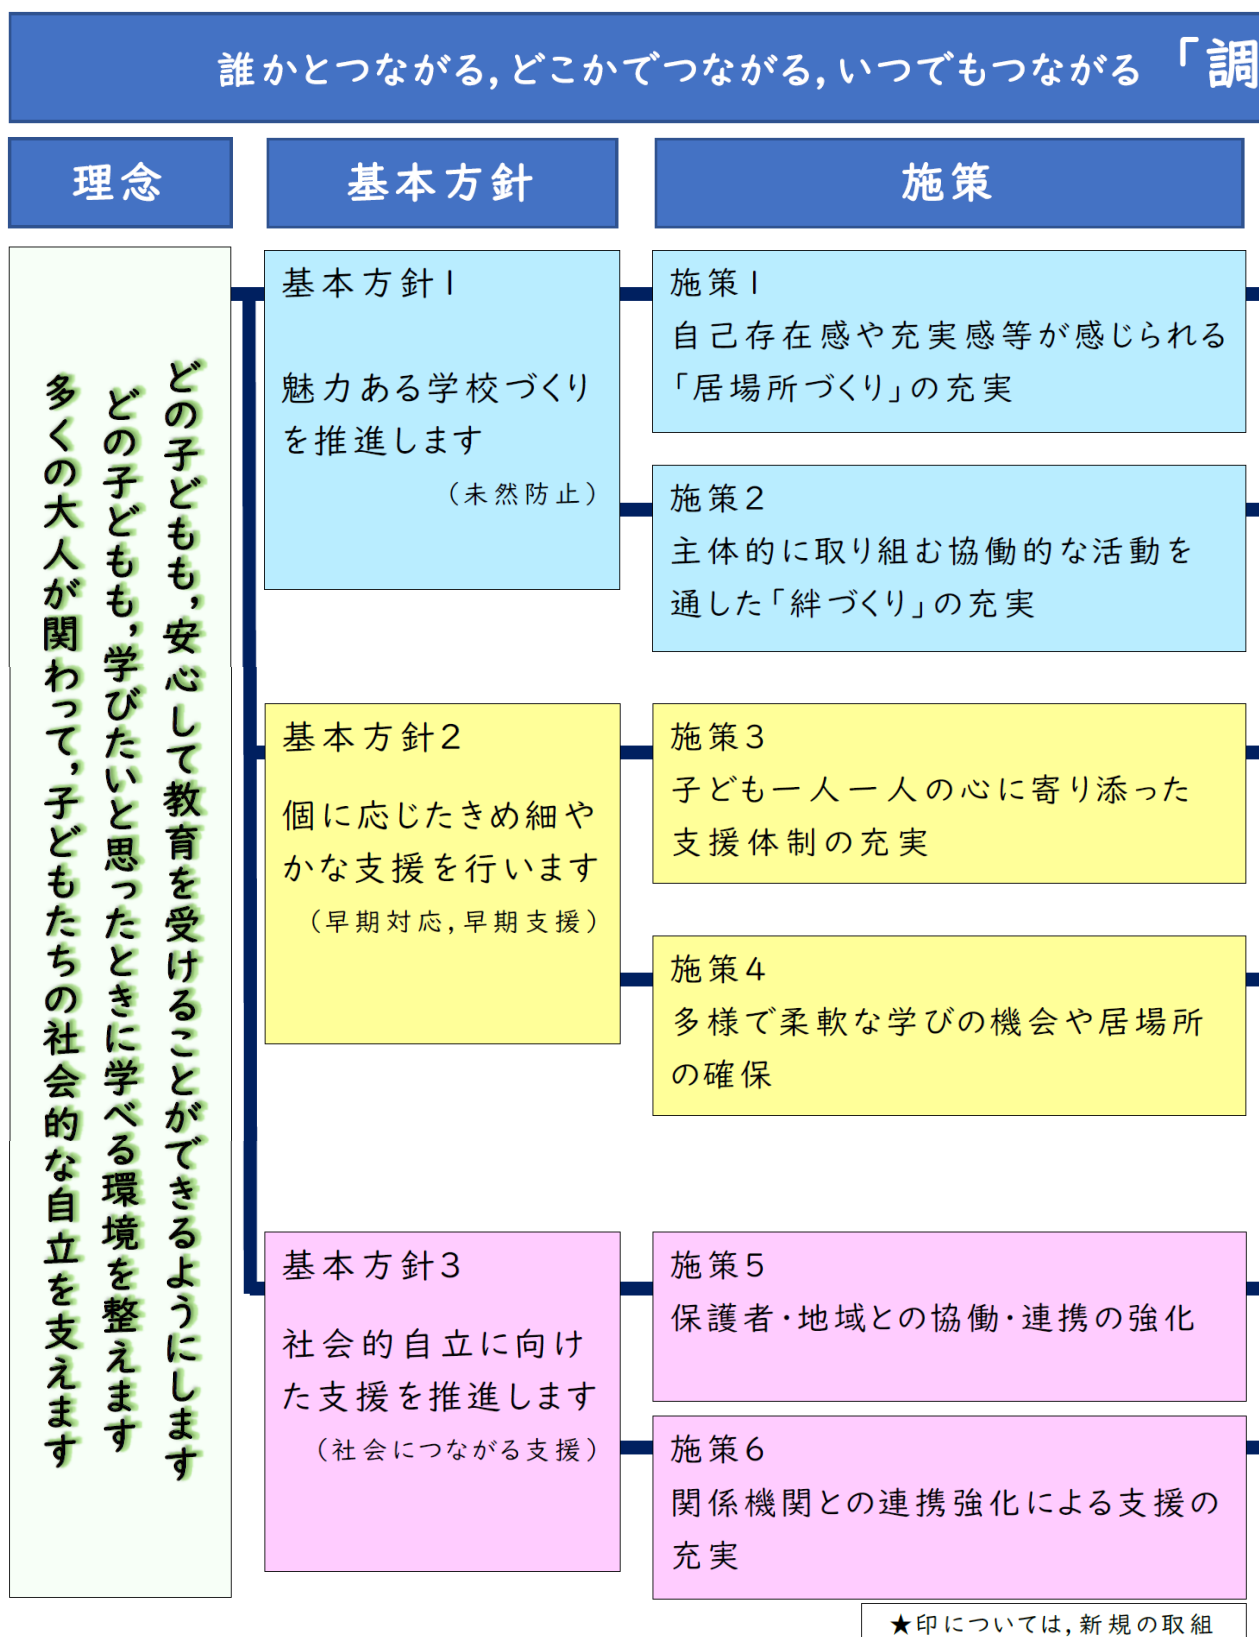 誰かとつながる,どこかでつながる,いつでもつながる「調
理念
基本方針
施策
どの子どもも,安心して教育を受けることができるようにします
どの子どもも,学びたいと思ったときに学べる環境を整えます
多くの大人が関わって,子どもたちの社会的な自立を支えます
基本方針1
魅力ある学校づくり
を推進します
(未然防止)
施策1
自己存在感や充実感等が感じられる
「居場所づくり」の充実
施策2
主体的に取り組む協働的な活動を
通した「絆づくり」の充実
基本方針2
個に応じたきめ細や
かな支援を行います
(早期対応,早期支援)
施策3
子ども一人一人の心に寄り添った
支援体制の充実
施策4
多様で柔軟な学びの機会や居場所
の確保
基本方針3
社会的自立に向け
た支援を推進します
(社会につながる支援)
施策5
保護者・地域との協働・連携の強化
施策6
関係機関との連携強化による支援の
充実
★印については,新規の取組